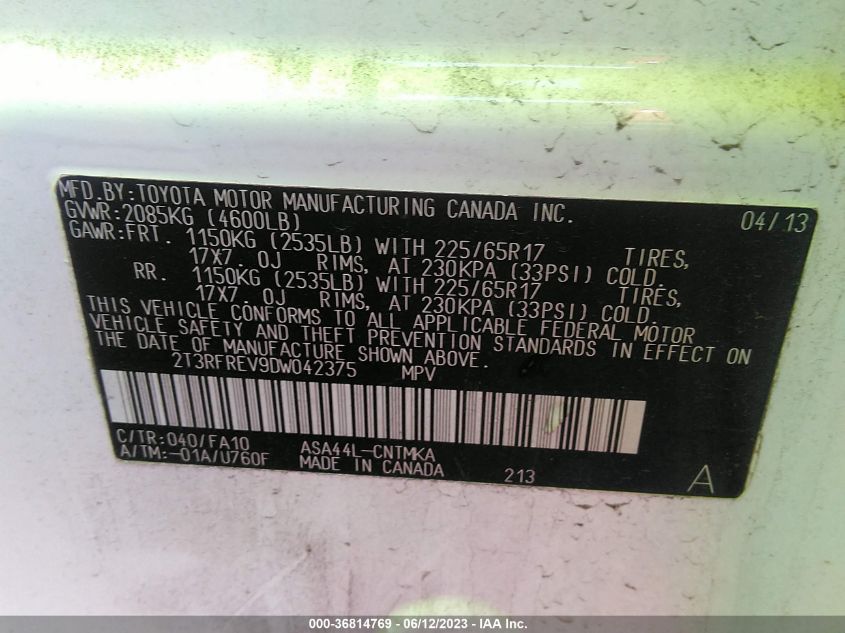 MFD.BY:TOYOTA MOTOR MANUFACTURING CANADA INC. 04/13
GVWR:2085KG (4600LB)
GAWR:FRT. 1150KG (2535LB) WITH 225/65R17 TIRES,
17X7.0J RIMS, AT 230KPA (33PSI) COLD.
RR. 1150KG (2535LB) WITH 225/65R17 TIRES,
17X7.0J RIMS, AT 230KPA (33PSI) COLD.
THIS VEHICLE CONFORMS TO ALL APPLICABLE FEDERAL MOTOR
VEHICLE SAFETY AND THEFT PREVENTION STANDARDS IN EFFECT ON
THE DATE OF MANUFACTURE SHOWN ABOVE.
2T3RFREV9DW042375 MPV
C/TR:040/FA10 ASA44L-CNTMKA
A/TM:-01A/U760F MADE IN CANADA 213 A
000-36814769 - 06/12/2023 - IAA Inc.